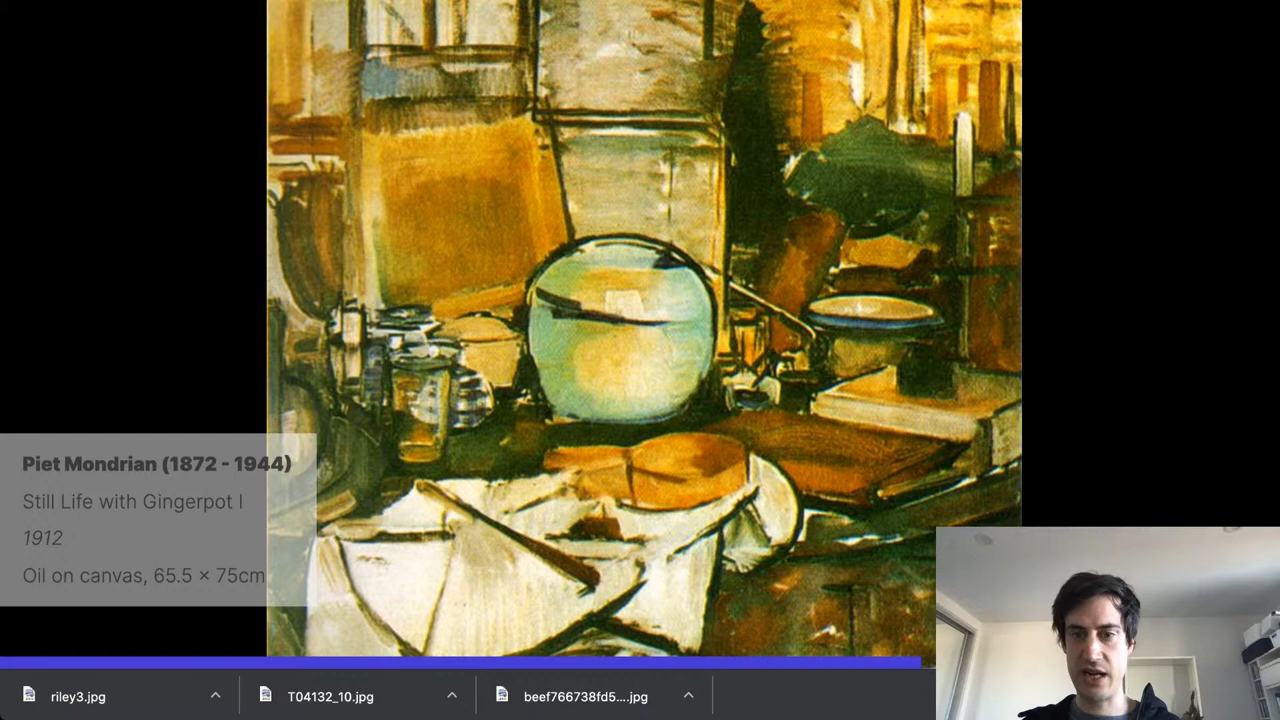 Piet Mondrian (1872 - 1944)
Still Life with Gingerpot I
1912
Oil on canvas, 65.5 × 75cm
riley3.jpg
T04132_10.jpg
beef766738fd5....jpg